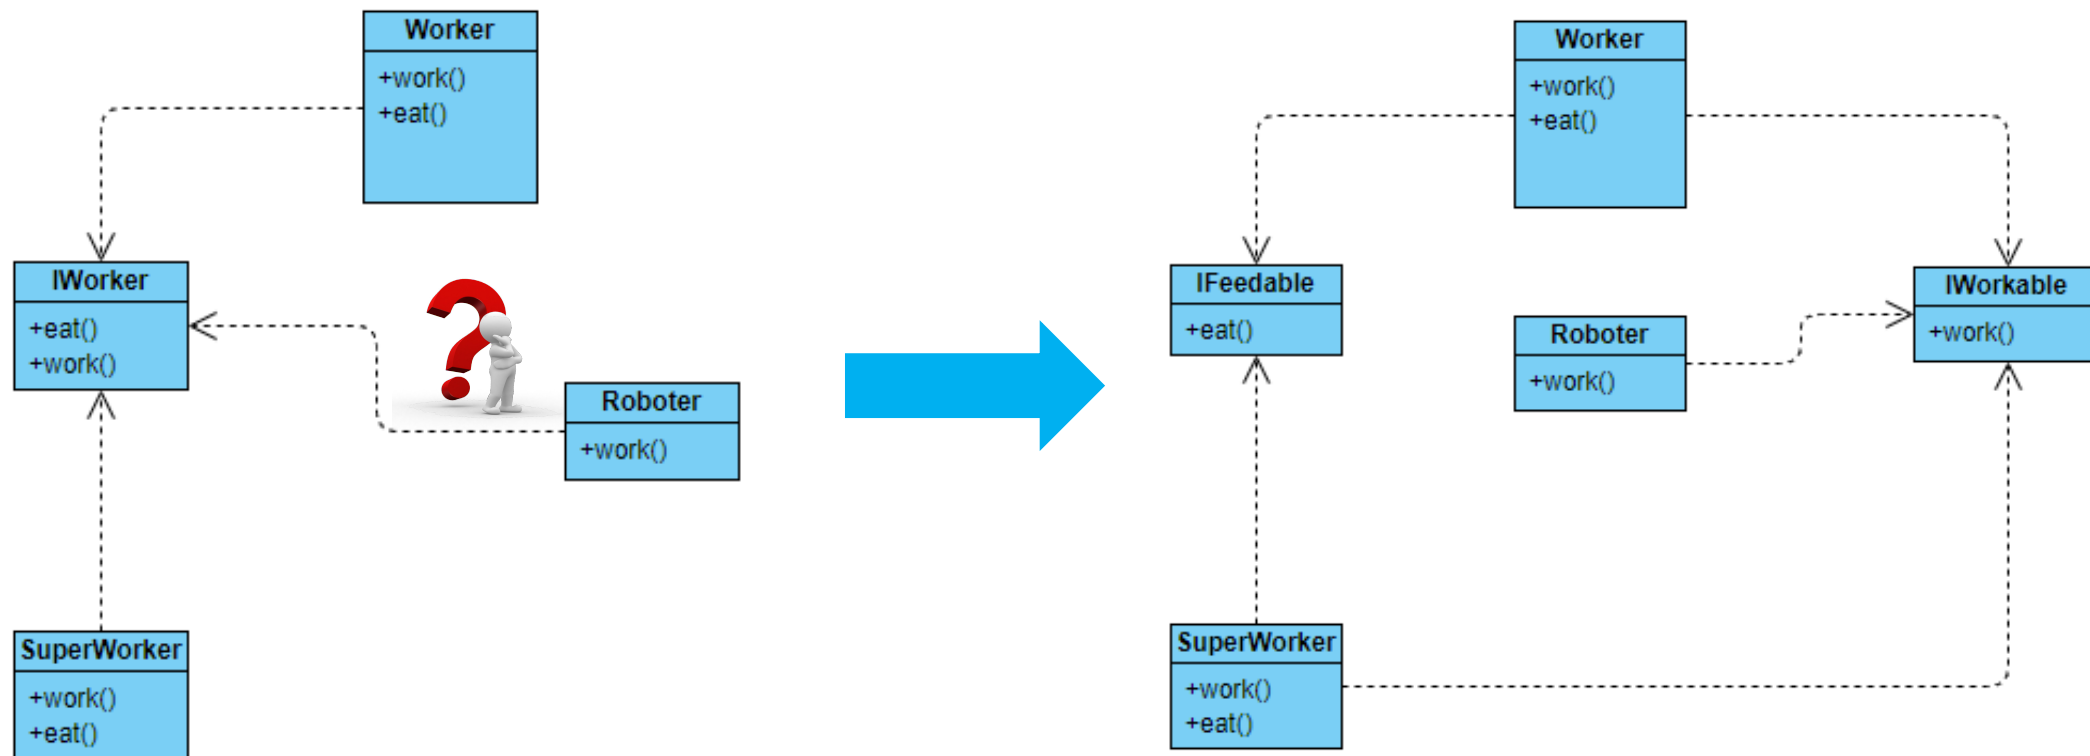 Worker
+work()
+eat()
IWorker
+eat()
+work()
Roboter
+work()
SuperWorker
+work()
+eat()
Worker
+work()
+eat()
IFeedable
+eat()
IWorkable
+work()
Roboter
+work()
SuperWorker
+work()
+eat()